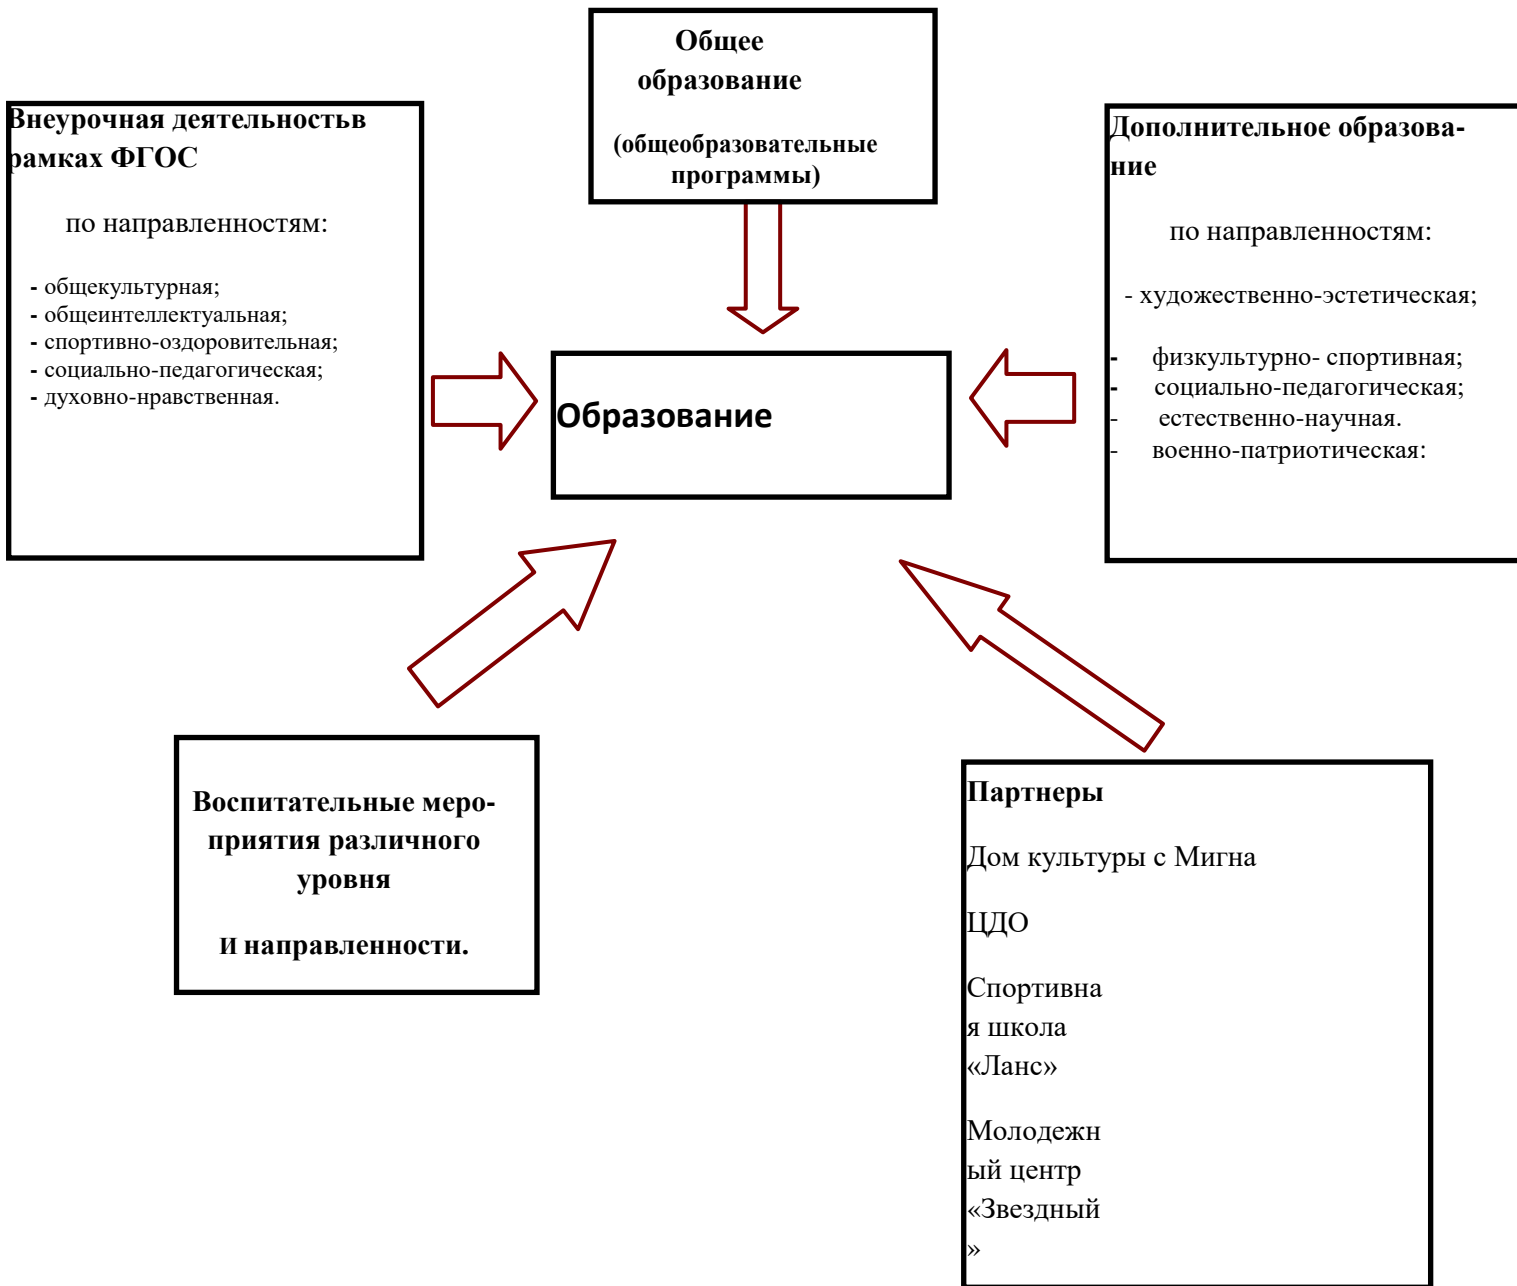 Общее
образование
(общеобразовательные
программы)
Внеурочная деятельностьв
рамках ФГОС
по направленностям:
- общекультурная;
- общеинтеллектуальная;
- спортивно-оздоровительная;
- социально-педагогическая;
- духовно-нравственная.
Дополнительное образова-
ние
по направленностям:
- художественно-эстетическая;
- физкультурно- спортивная;
- социально-педагогическая;
- естественно-научная.
- военно-патриотическая:
Образование
Воспитательные меро-
приятия различного
уровня
И направленности.
Партнеры
Дом культуры с Мигна
ЦДО
Спортивна
я школа
«Ланс»
Молодежн
ый центр
«Звездный
»